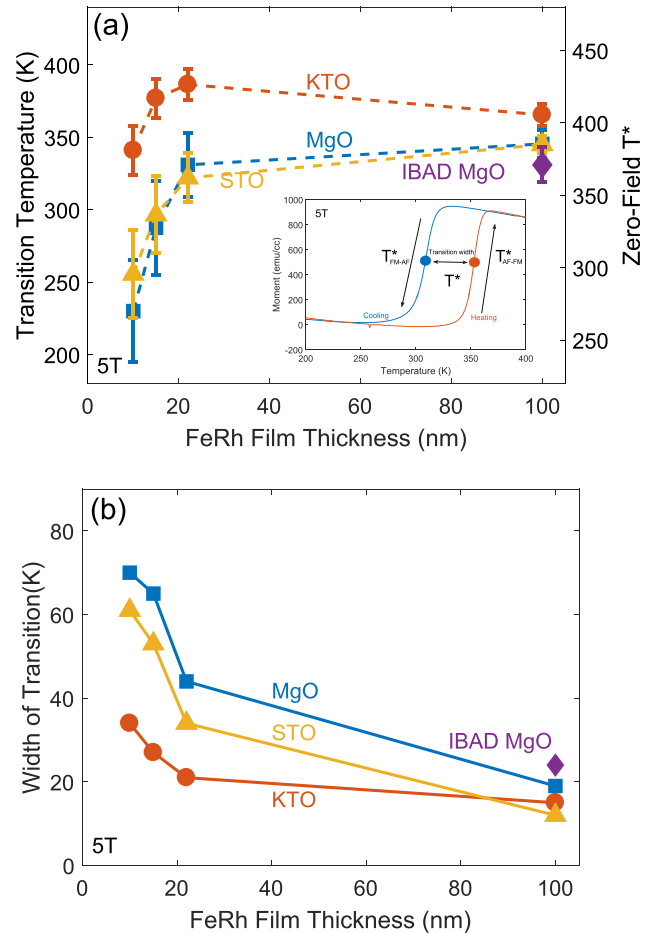 (a)
Transition Temperature (K)
400
350
300
250
200
450
400
350
300
250
Zero-Field T*
KTO
MgO
STO
IBAD MgO
5T
0
20
40
60
80
100
FeRh Film Thickness (nm)
5T
Moment (emu/cc)
1000
800
600
400
200
0
-200
T*FM-AF
Transition width
T*
T*AF-FM
Cooling
Heating
200
250
300
350
400
Temperature (K)
(b)
Width of Transition(K)
80
60
40
20
0
MgO
STO
KTO
IBAD MgO
5T
0
20
40
60
80
100
FeRh Film Thickness (nm)